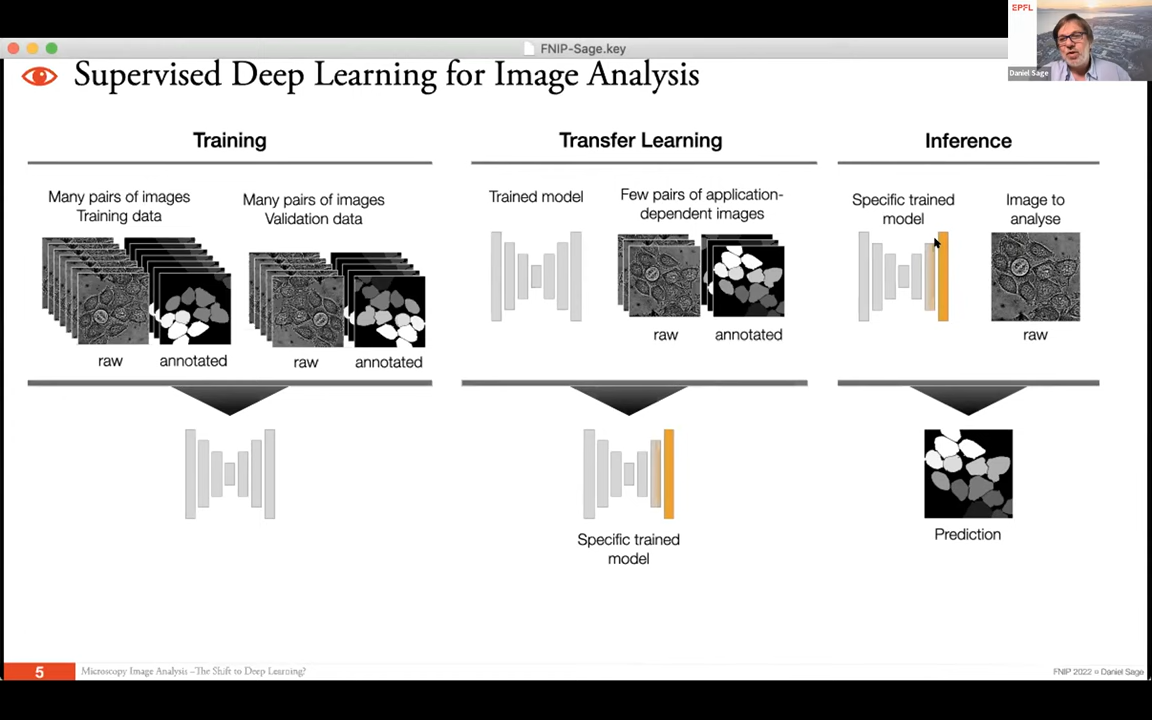 FNIP-Sage.key
EPFL
Daniel Sage
Supervised Deep Learning for Image Analysis
Training
Many pairs of images
Training data
Many pairs of images
Validation data
raw
annotated
raw
annotated
Transfer Learning
Trained model
Few pairs of application-
dependent images
raw
annotated
Specific trained
model
Inference
Specific trained
model
Image to
analyse
raw
Prediction
5
Microscopy Image Analysis –The Shift to Deep Learning?
FNIP 2022 ¤ Daniel Sage